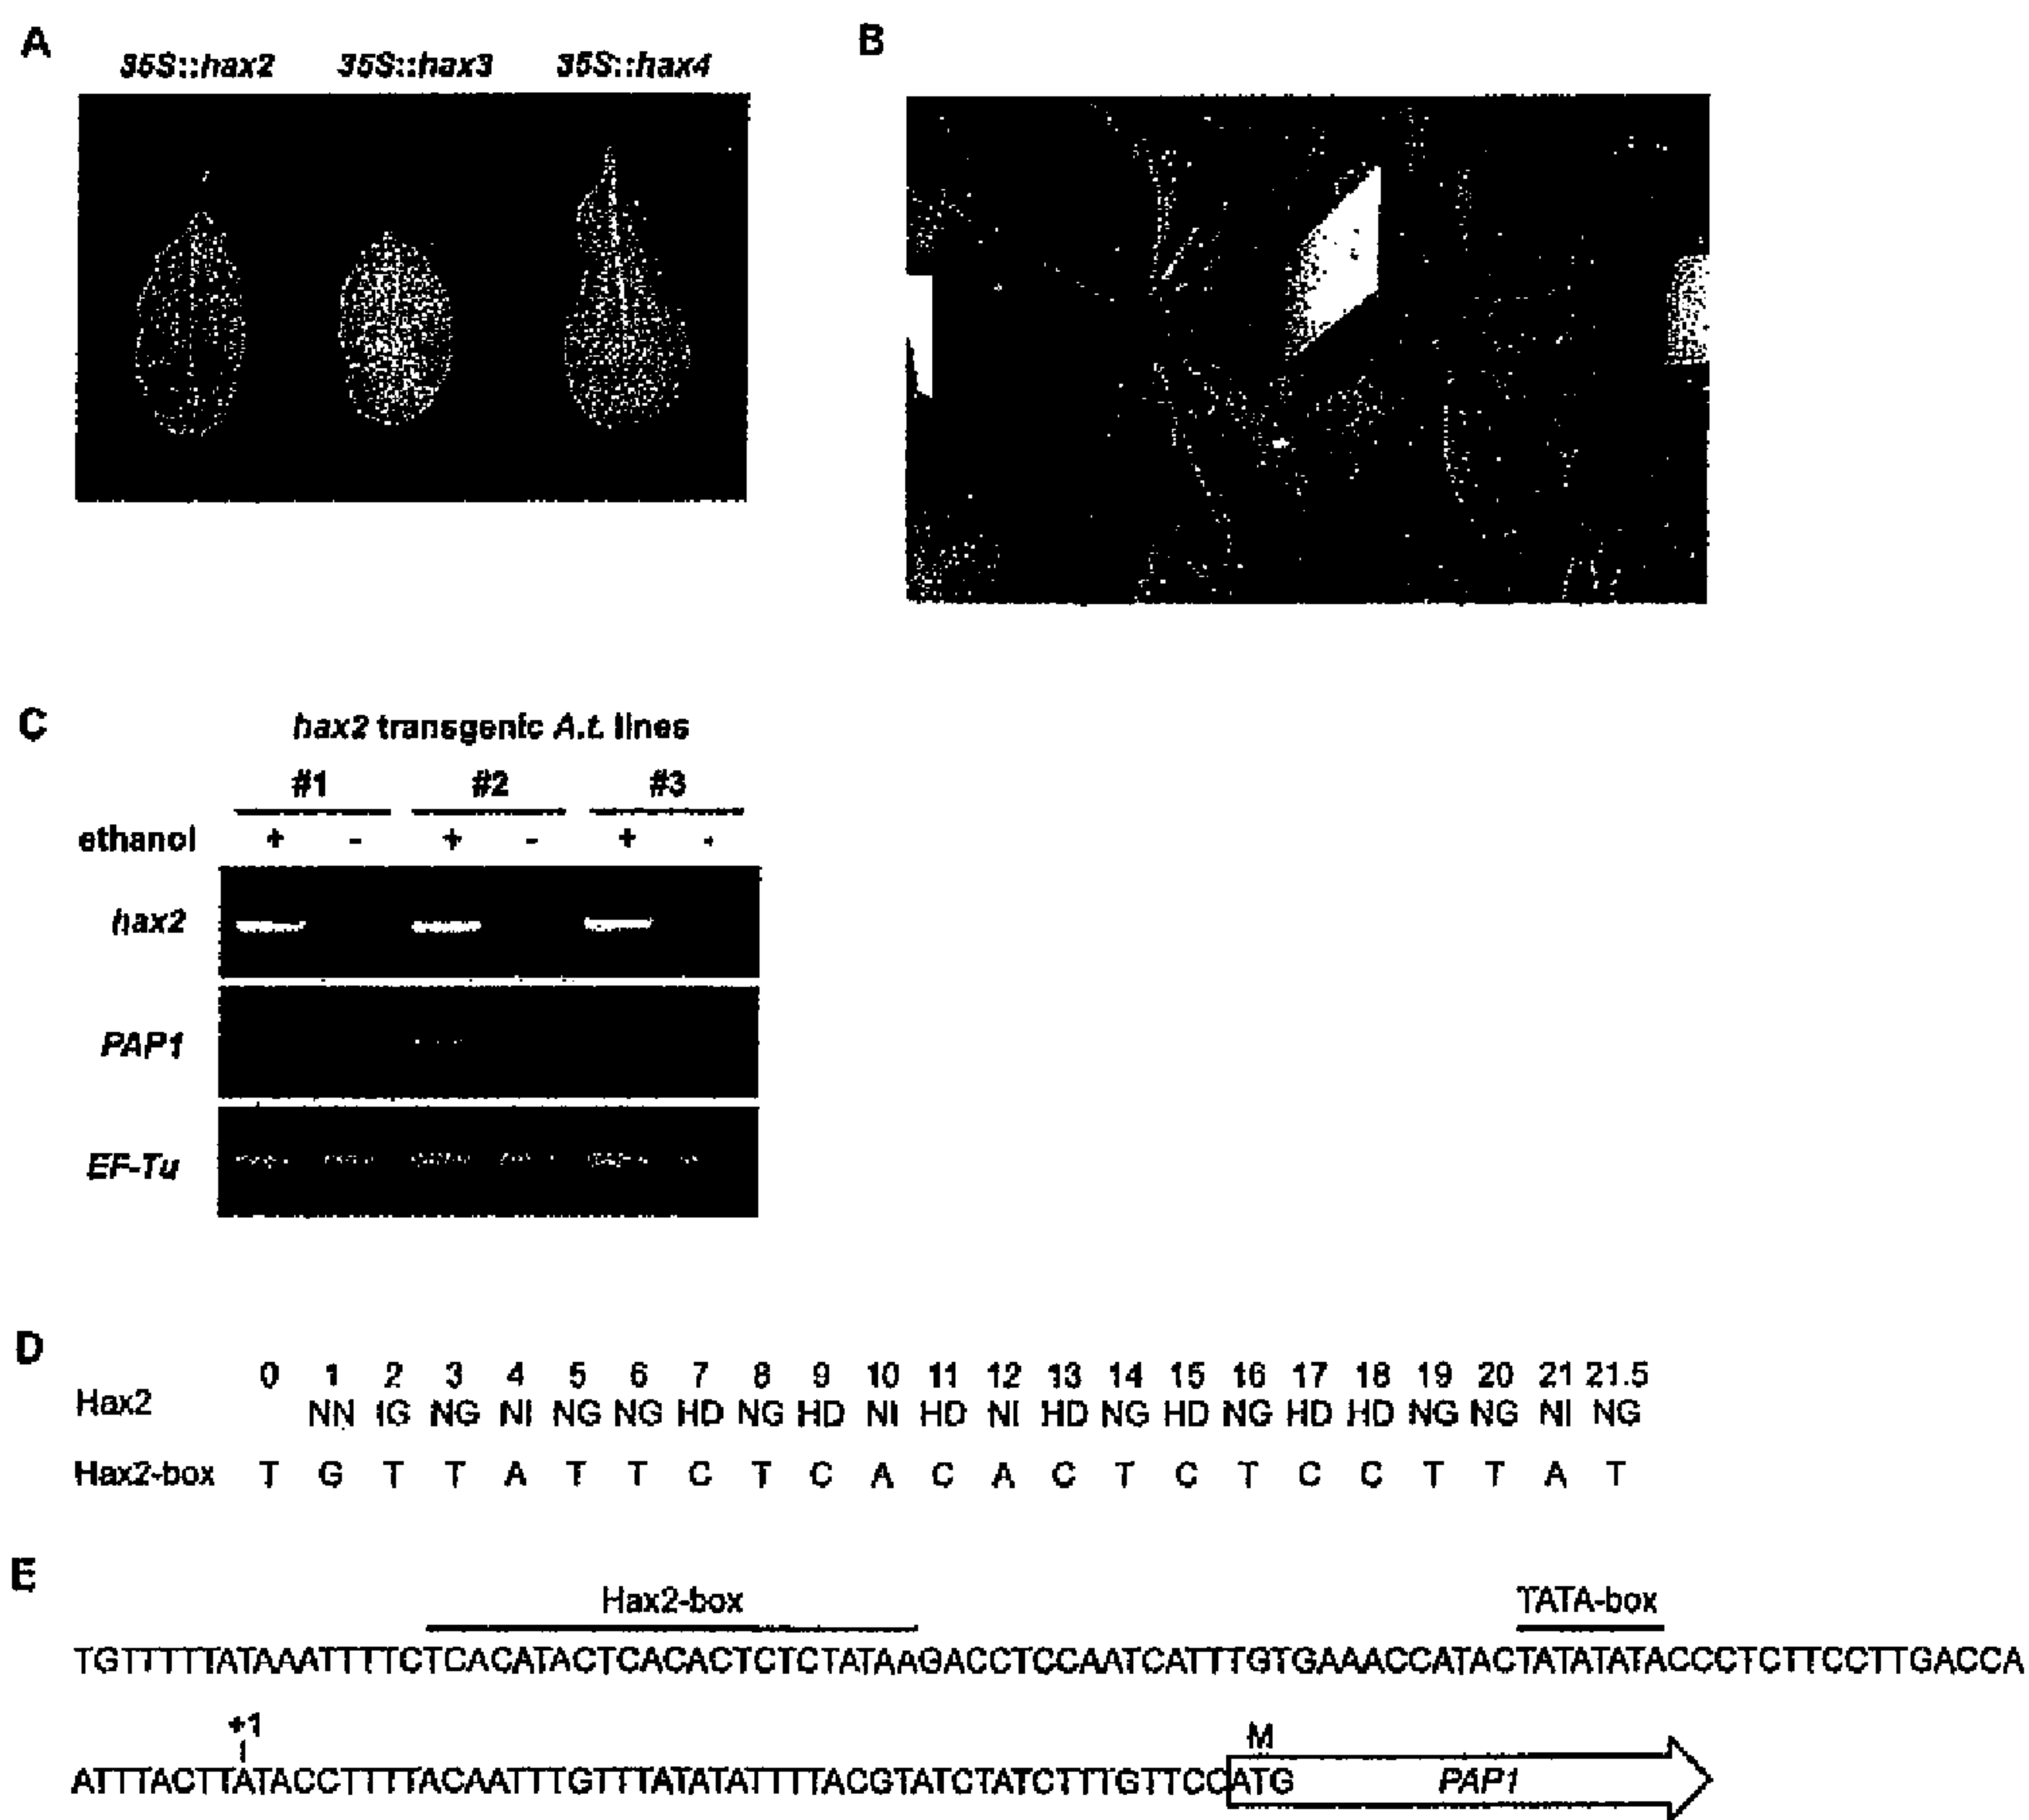 A
35S::hax2 35S::hax3 35S::hax4
B
C
hax2 transgenic A.t. lines
#1 #2 #3
ethanol + - + - + -
hax2
PAP1
EF-Tu
D
0 1 2 3 4 5 6 7 8 9 10 11 12 13 14 15 16 17 18 19 20 21 21.5
Hax2 NN IG NG NI NG NG HD NG HD NI HD NI HD NG HD NG HD HD NG NG NI NG
Hax2-box T G T T A T T C T C A C A C T C T C C T T A T
E
Hax2-box TATA-box
TGTTTTTATAAATTTTCTCACATACTCACACTCTCTATAAGACCTCCAATCATTTGTGAAACCATACTATATATACCCTCTTCCTTGACCA
+1 M
ATTTACTTATACCTTTTACAATTTGTTTATATATTTTACGTATCTATCTTTGTTCCATG PAP1